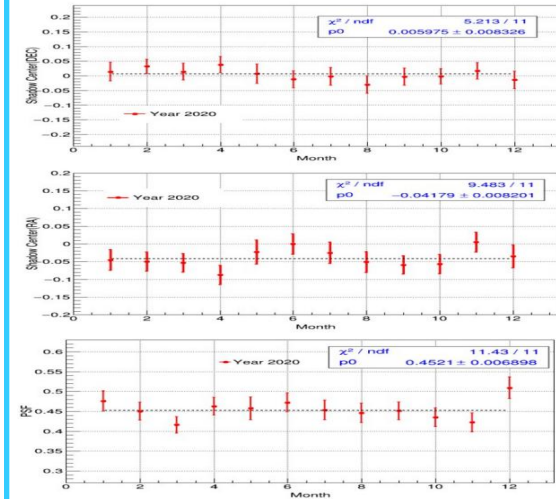 0.2
0.15
0.1
0.05
0
−0.05
−0.1
−0.15
−0.2
Shadow Center(DEC)
χ² / ndf 5.213 / 11
p0 0.005975 ± 0.008326
Year 2020
0 2 4 6 8 10 12
Month
0.2
0.15
0.1
0.05
0
−0.05
−0.1
−0.15
−0.2
Shadow Center(RA)
Year 2020
χ² / ndf 9.483 / 11
p0 −0.04179 ± 0.008201
0 2 4 6 8 10 12
Month
0.6
0.55
0.5
0.45
0.4
0.35
0.3
PSF
Year 2020
χ² / ndf 11.43 / 11
p0 0.4521 ± 0.006898
0 2 4 6 8 10 12
Month